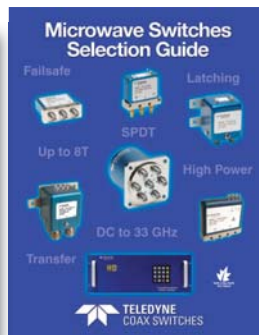 Microwave Switches
Selection Guide
Failsafe
Latching
SPDT
Up to 8T
High Power
DC to 33 GHz
Transfer
TELEDYNE
COAX SWITCHES